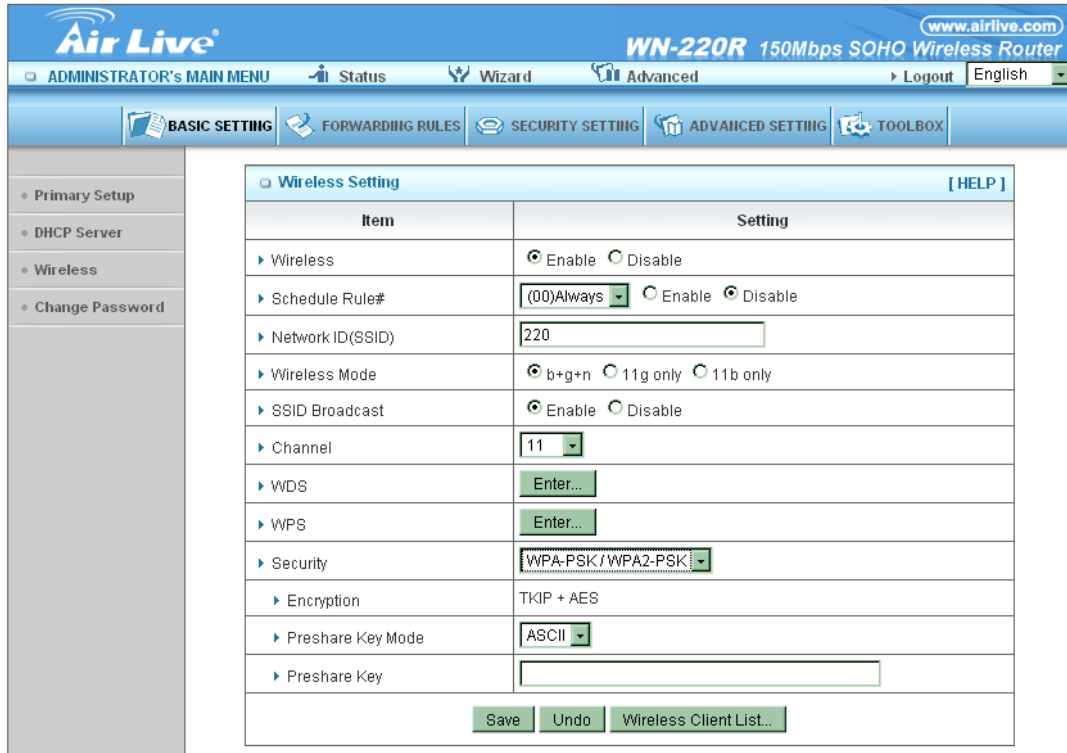 Air Live®
www.airlive.com
WN-220R 150Mbps SOHO Wireless Router
ADMINISTRATOR's MAIN MENU Status Wizard Advanced Logout English
BASIC SETTING FORWARDING RULES SECURITY SETTING ADVANCED SETTING TOOLBOX
Primary Setup
DHCP Server
Wireless
Change Password
Wireless Setting [ HELP ]
Item Setting
Wireless Enable Disable
Schedule Rule# (00)Always Enable Disable
Network ID(SSID) 220
Wireless Mode b+g+n 11g only 11b only
SSID Broadcast Enable Disable
Channel 11
WDS Enter...
WPS Enter...
Security WPA-PSK / WPA2-PSK
Encryption TKIP + AES
Preshare Key Mode ASCII
Preshare Key
Save Undo Wireless Client List...